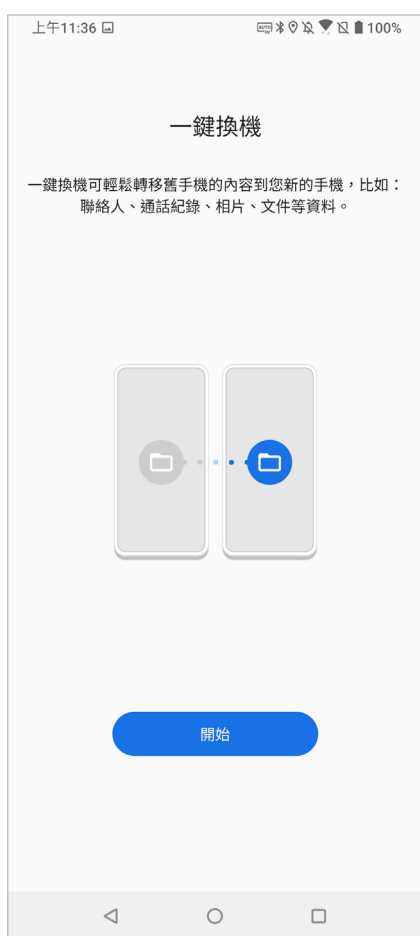 上午11:36 100%
一鍵換機
一鍵換機可輕鬆轉移舊手機的內容到您新的手機，比如：
聯絡人、通話紀錄、相片、文件等資料。
開始